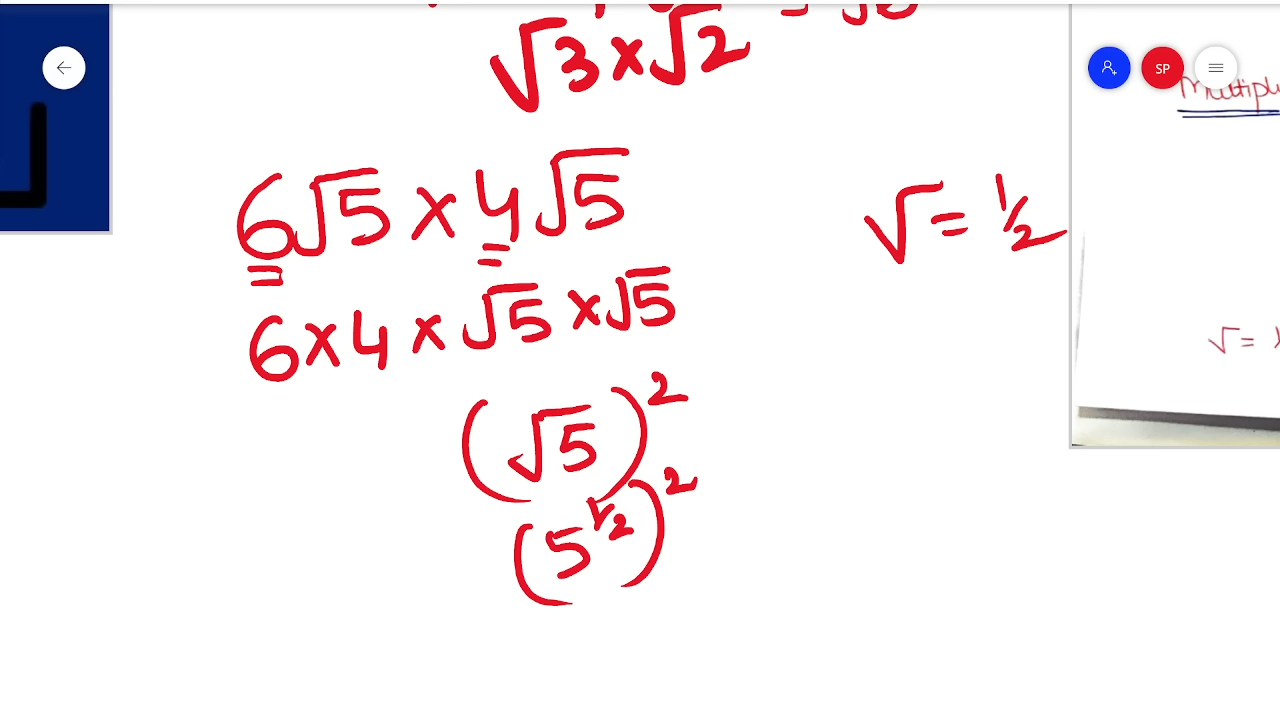 √3 × √2
6√5 × 4√5
√ = 1/2
6 × 4 × √5 × √5
(√5)²
(5^1/2)²
SP
√ =